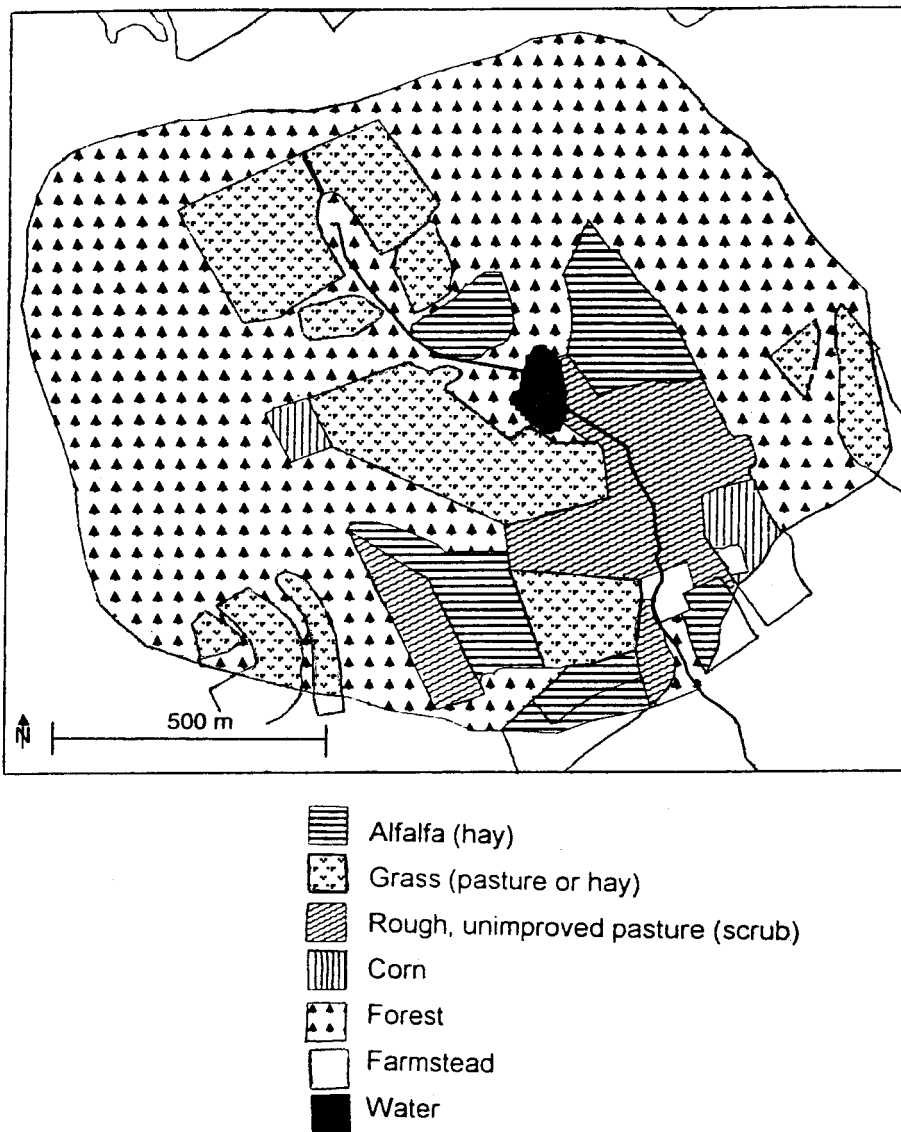 N
500 m
Alfalfa (hay)
Grass (pasture or hay)
Rough, unimproved pasture (scrub)
Corn
Forest
Farmstead
Water